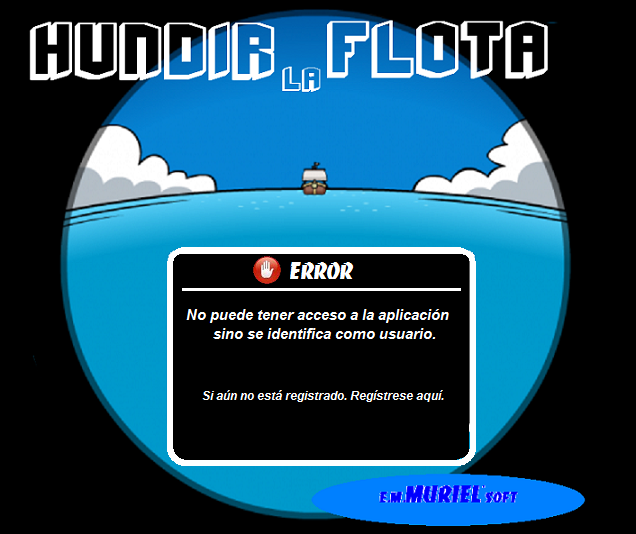 HUNDIR LA FLOTA
ERROR
No puede tener acceso a la aplicación
sino se identifica como usuario.
Si aún no está registrado. Regístrese aquí.
E.M.MURIEL SOFT